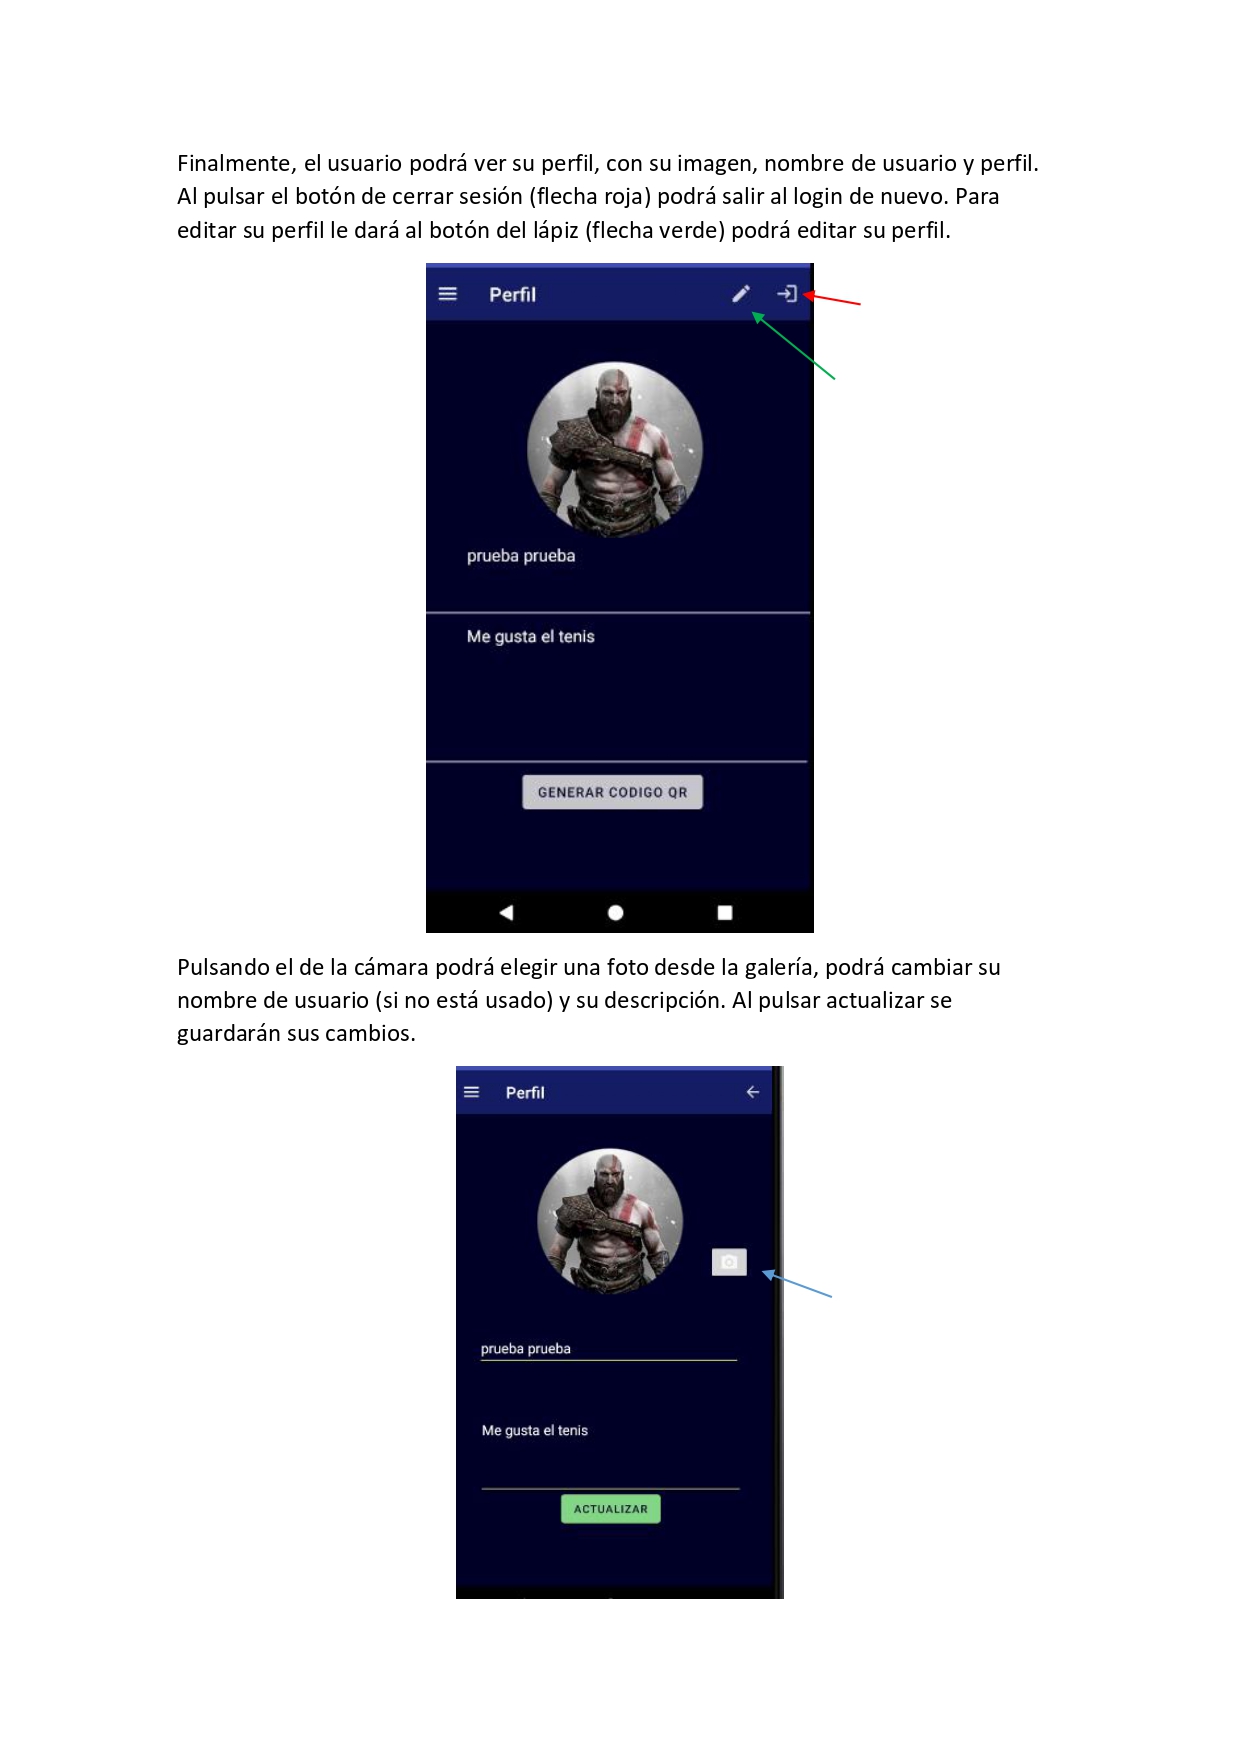 Finalmente, el usuario podrá ver su perfil, con su imagen, nombre de usuario y perfil.
Al pulsar el botón de cerrar sesión (flecha roja) podrá salir al login de nuevo. Para
editar su perfil le dará al botón del lápiz (flecha verde) podrá editar su perfil.
Perfil
prueba prueba
Me gusta el tenis
GENERAR CODIGO QR
Pulsando el de la cámara podrá elegir una foto desde la galería, podrá cambiar su
nombre de usuario (si no está usado) y su descripción. Al pulsar actualizar se
guardarán sus cambios.
Perfil
prueba prueba
Me gusta el tenis
ACTUALIZAR